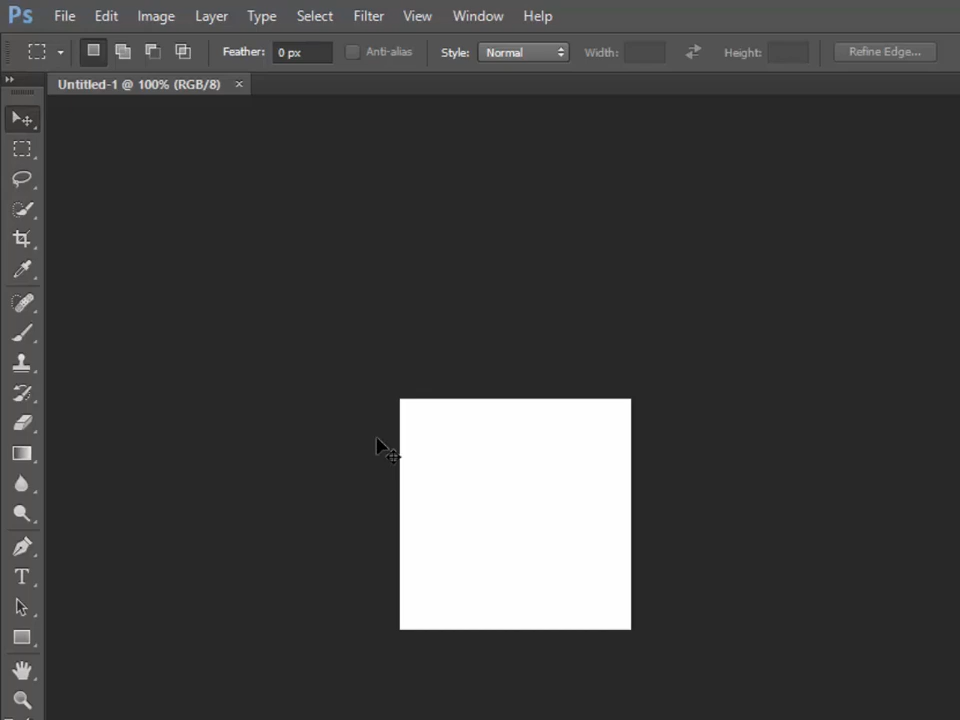 Ps File Edit Image Layer Type Select Filter View Window Help
Feather: 0 px Anti-alias Style: Normal Width: Height: Refine Edge...
Untitled-1 @ 100% (RGB/8) ×
T